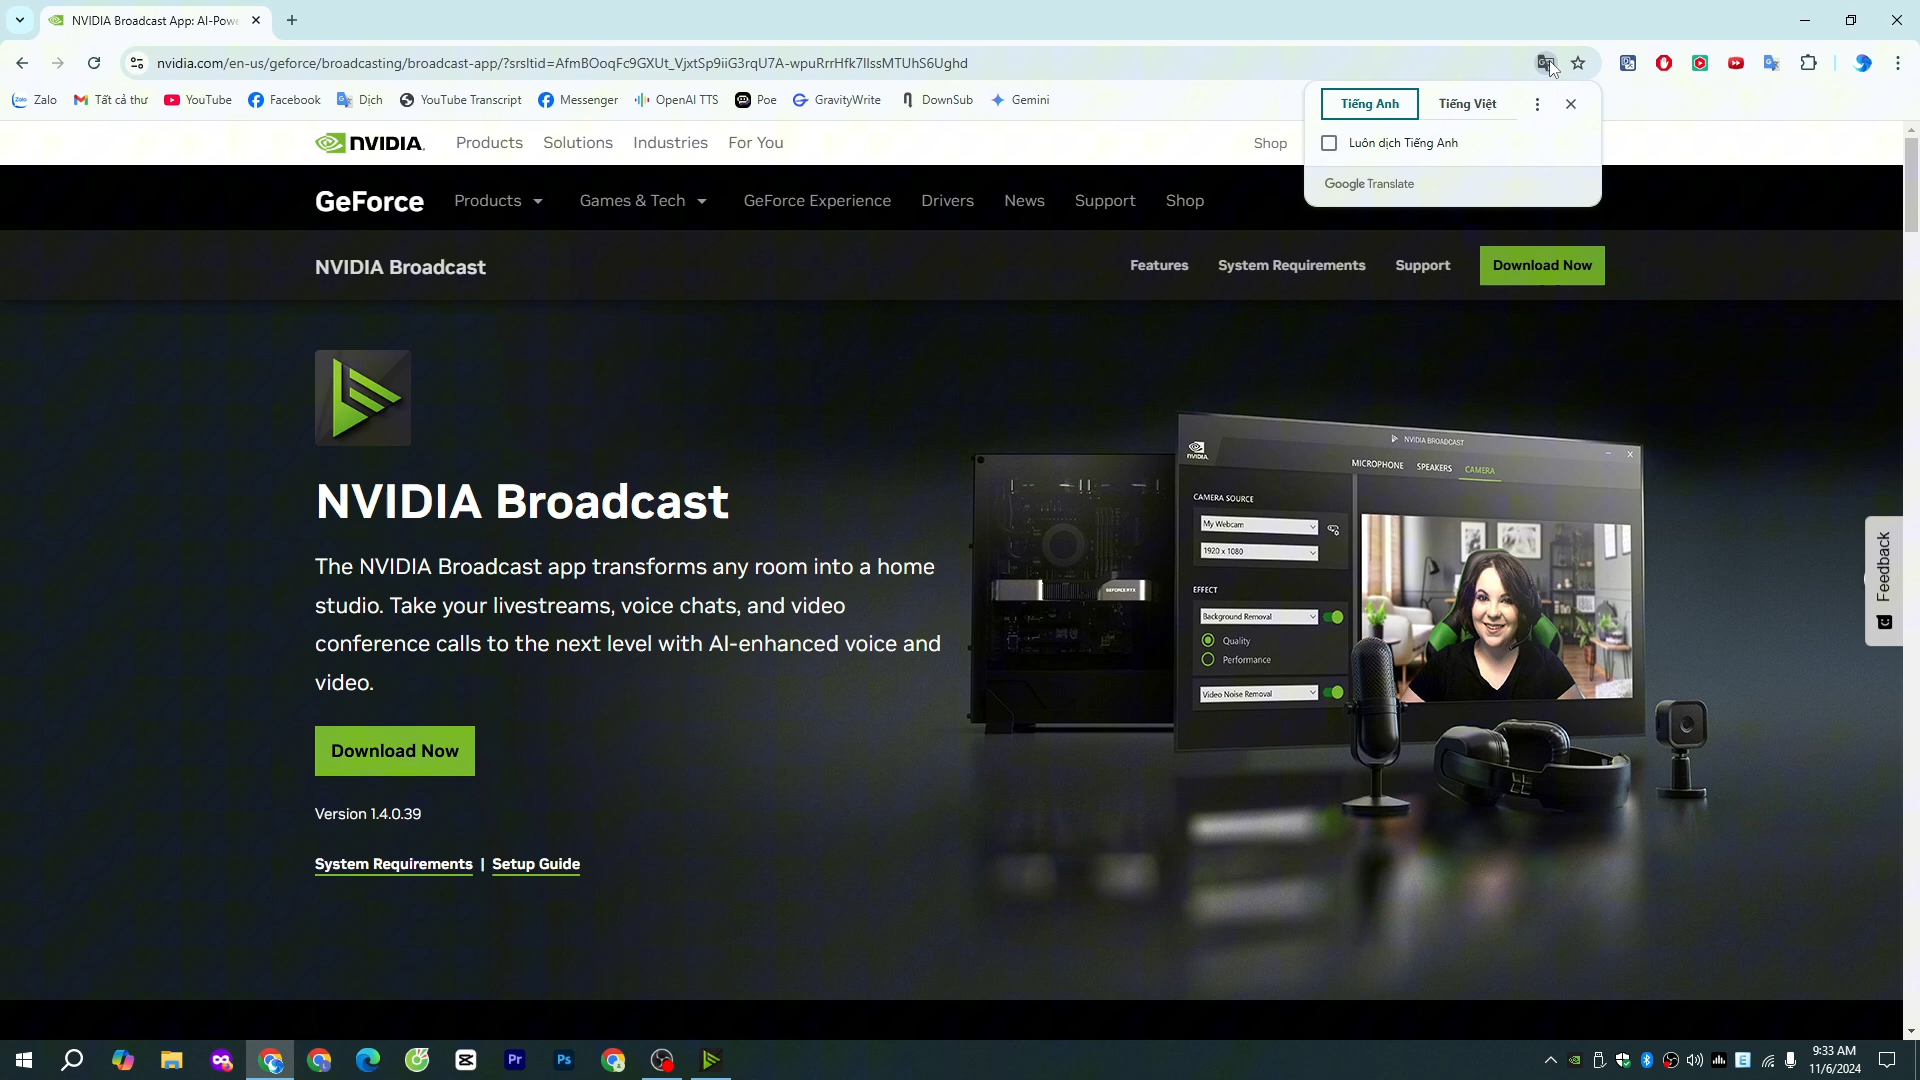 NVIDIA Broadcast App: AI-Powe
nvidia.com/en-us/geforce/broadcasting/broadcast-app/?srsltid=AfmBOoqFc9GXUt_VjxtSp9iiG3rqU7A-wpuRrrHfk7IlssMTUhS6Ughd
Zalo Tất cả thư YouTube Facebook Dịch YouTube Transcript Messenger OpenAI TTS Poe GravityWrite DownSub Gemini
Tiếng Anh Tiếng Việt
Luôn dịch Tiếng Anh
Google Translate
NVIDIA. Products Solutions Industries For You Shop
GeForce Products Games & Tech GeForce Experience Drivers News Support Shop
NVIDIA Broadcast Features System Requirements Support Download Now
NVIDIA Broadcast
The NVIDIA Broadcast app transforms any room into a home
studio. Take your livestreams, voice chats, and video
conference calls to the next level with AI-enhanced voice and
video.
Download Now
Version 1.4.0.39
System Requirements | Setup Guide
NVIDIA BROADCAST
NVIDIA.
MICROPHONE SPEAKERS CAMERA
CAMERA SOURCE
My Webcam
1920 x 1080
EFFECT
Background Removal
Quality
Performance
Video Noise Removal
GEFORCE RTX
Feedback
Pr Ps
9:33 AM
11/6/2024